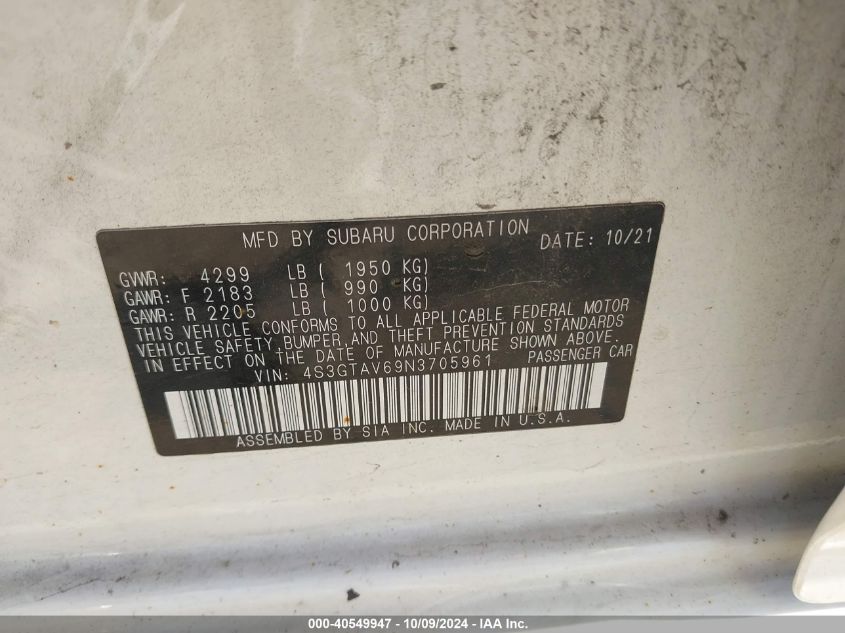 MFD BY SUBARU CORPORATION DATE: 10/21
GVWR: 4299 LB ( 1950 KG)
GAWR: F 2183 LB ( 990 KG)
GAWR: R 2205 LB ( 1000 KG)
THIS VEHICLE CONFORMS TO ALL APPLICABLE FEDERAL MOTOR
VEHICLE SAFETY, BUMPER, AND THEFT PREVENTION STANDARDS
IN EFFECT ON THE DATE OF MANUFACTURE SHOWN ABOVE.
VIN: 4S3GTAV69N3705961 PASSENGER CAR
ASSEMBLED BY SIA INC. MADE IN U.S.A.
000-40549947 - 10/09/2024 - IAA Inc.